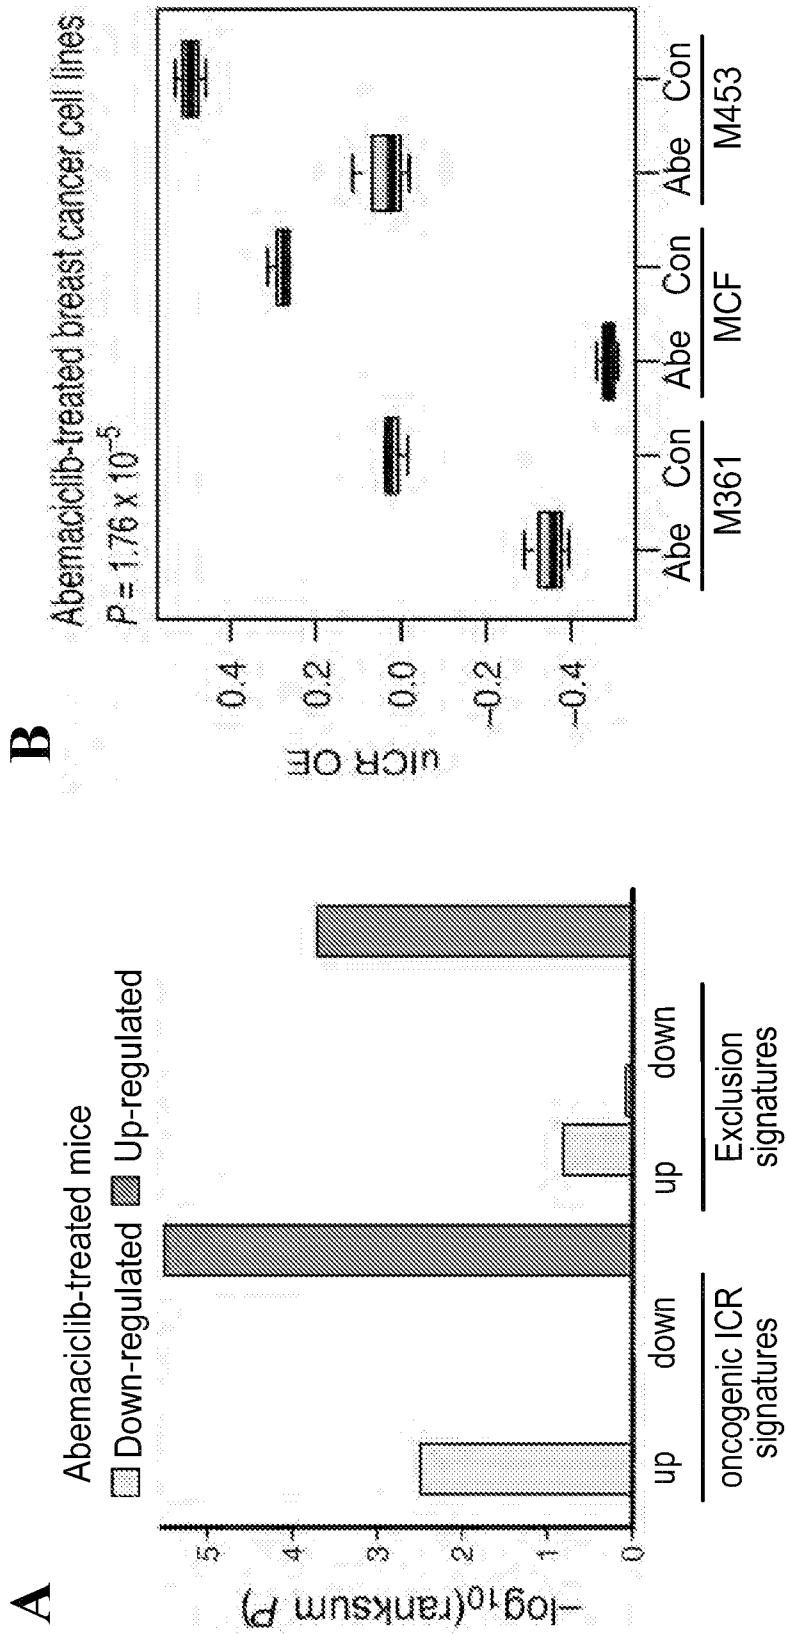 A
Abemaciclib-treated mice
Down-regulated Up-regulated
–log10(ranksum P)
5
4
3
2
1
0
up down up down
oncogenic ICR signatures
Exclusion signatures
B
Abemaciclib-treated breast cancer cell lines
P = 1.76 x 10–5
uICR OE
0.4
0.2
0.0
–0.2
–0.4
Abe Con Abe Con Abe Con
M361 MCF M453